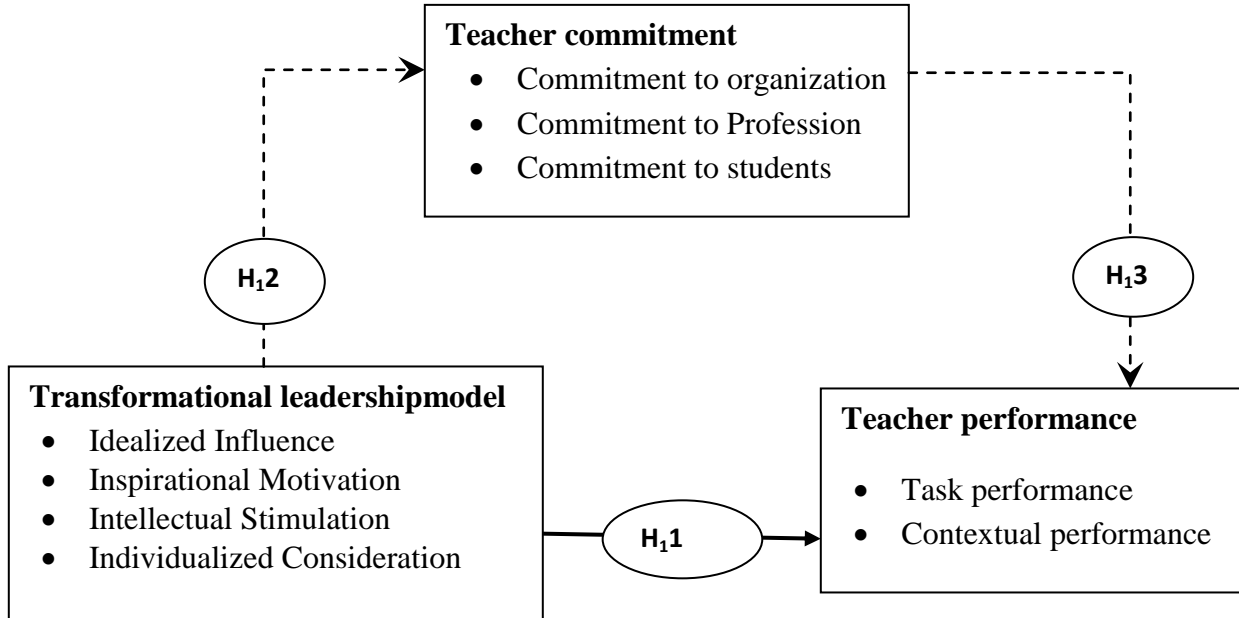 Teacher commitment
• Commitment to organization
• Commitment to Profession
• Commitment to students
H₁2
H₁3
Transformational leadershipmodel
• Idealized Influence
• Inspirational Motivation
• Intellectual Stimulation
• Individualized Consideration
H₁1
Teacher performance
• Task performance
• Contextual performance